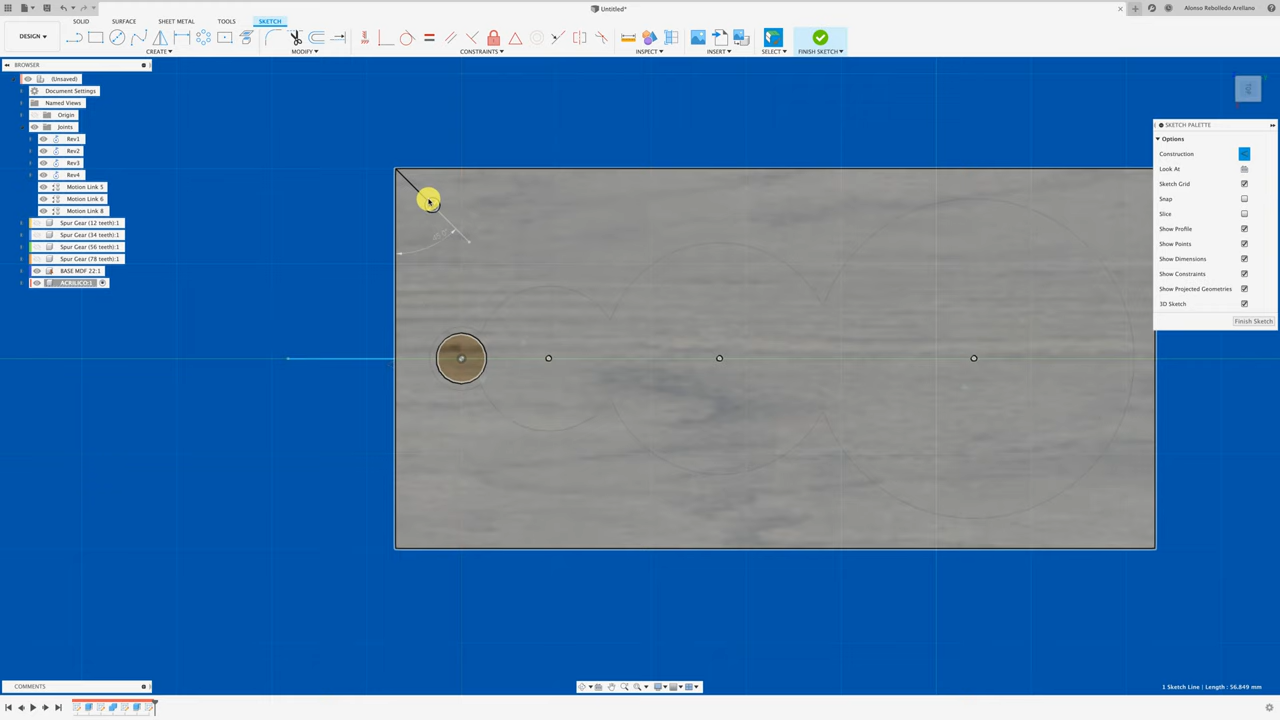 Untitled*
Alonso Rebolledo Arellano
SOLID
SURFACE
SHEET METAL
TOOLS
SKETCH
DESIGN ▾
CREATE ▾
MODIFY ▾
CONSTRAINTS ▾
INSPECT ▾
INSERT ▾
SELECT ▾
FINISH SKETCH ▾
BROWSER
(Unsaved)
Document Settings
Named Views
Origin
Joints
Rev1
Rev2
Rev3
Rev4
Motion Link 5
Motion Link 6
Motion Link 8
Spur Gear (12 teeth):1
Spur Gear (34 teeth):1
Spur Gear (56 teeth):1
Spur Gear (78 teeth):1
BASE MDF 22:1
ACRILICO:1
SKETCH PALETTE
Options
Construction
Look At
Sketch Grid
Snap
Slice
Show Profile
Show Points
Show Dimensions
Show Constraints
Show Projected Geometries
3D Sketch
Finish Sketch
COMMENTS
1 Sketch Line | Length : 56.849 mm